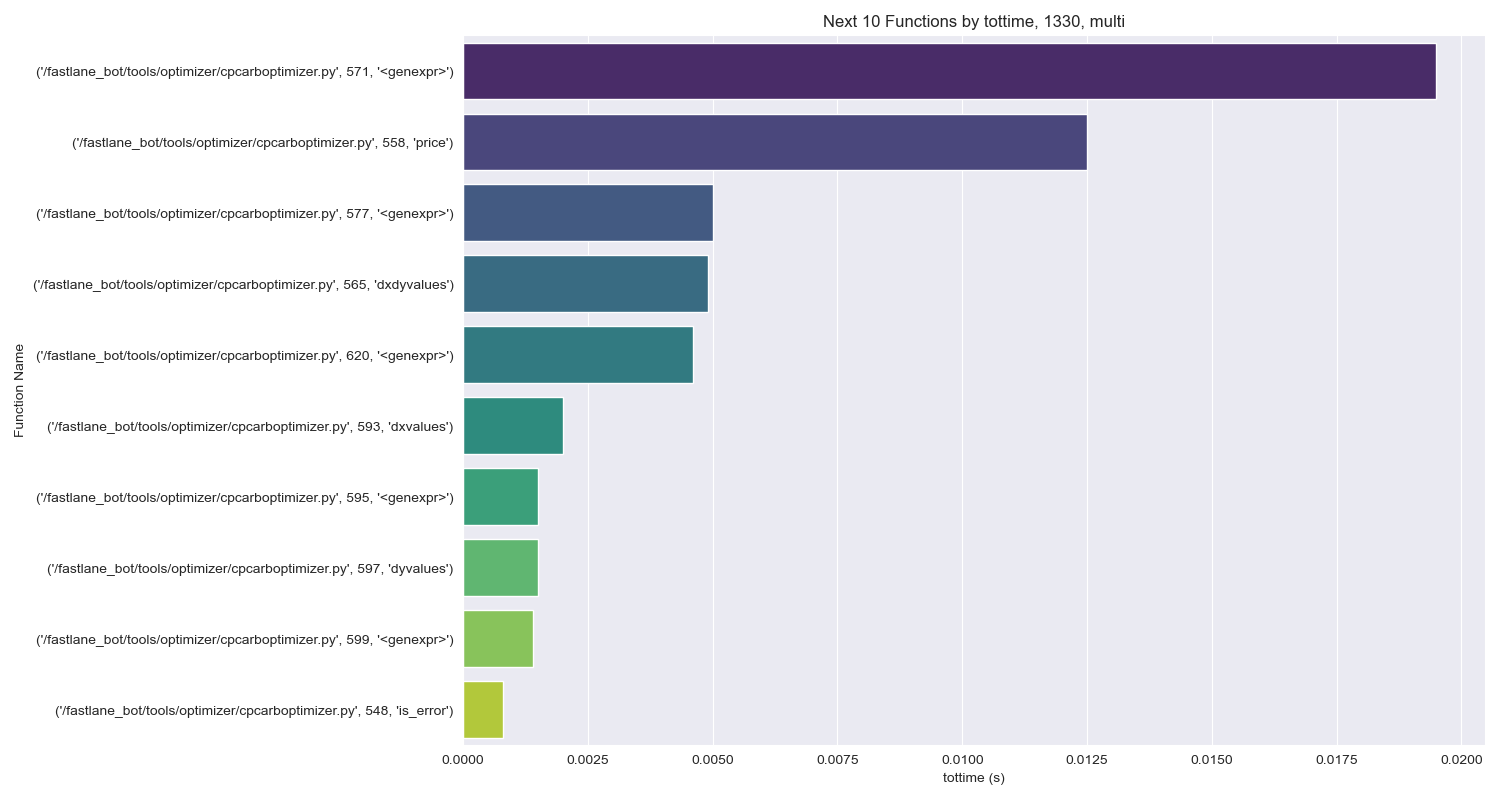 Next 10 Functions by tottime, 1330, multi
('/fastlane_bot/tools/optimizer/cpcarboptimizer.py', 571, '<genexpr>')
('/fastlane_bot/tools/optimizer/cpcarboptimizer.py', 558, 'price')
('/fastlane_bot/tools/optimizer/cpcarboptimizer.py', 577, '<genexpr>')
('/fastlane_bot/tools/optimizer/cpcarboptimizer.py', 565, 'dxdyvalues')
('/fastlane_bot/tools/optimizer/cpcarboptimizer.py', 620, '<genexpr>')
('/fastlane_bot/tools/optimizer/cpcarboptimizer.py', 593, 'dxvalues')
('/fastlane_bot/tools/optimizer/cpcarboptimizer.py', 595, '<genexpr>')
('/fastlane_bot/tools/optimizer/cpcarboptimizer.py', 597, 'dyvalues')
('/fastlane_bot/tools/optimizer/cpcarboptimizer.py', 599, '<genexpr>')
('/fastlane_bot/tools/optimizer/cpcarboptimizer.py', 548, 'is_error')
Function Name
0.0000 0.0025 0.0050 0.0075 0.0100 0.0125 0.0150 0.0175 0.0200
tottime (s)